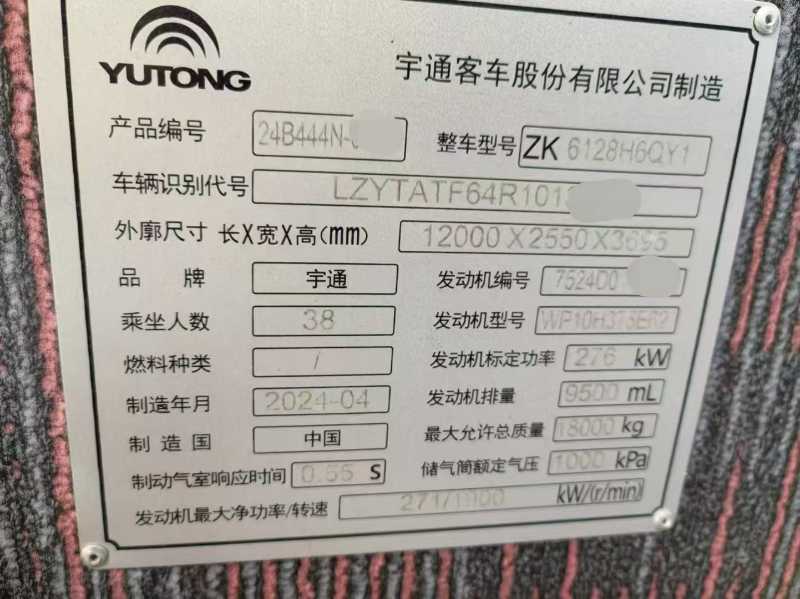 YUTONG
宇通客车股份有限公司制造
产品编号 24B444N-
整车型号 ZK 6128H6QY1
车辆识别代号 LZYTATF64R101
外廓尺寸 长X宽X高(mm) 12000X2550X3695
品 牌 宇通
发动机编号 7524D0
乘坐人数 38
发动机型号 WP10H375E62
燃料种类 /
发动机标定功率 276 kW
制造年月 2024-04
发动机排量 9500 mL
制造国 中国
最大允许总质量 18000 kg
制动气室响应时间 0.56 S
储气筒额定气压 1000 kPa
发动机最大净功率/转速 kW/(r/min)